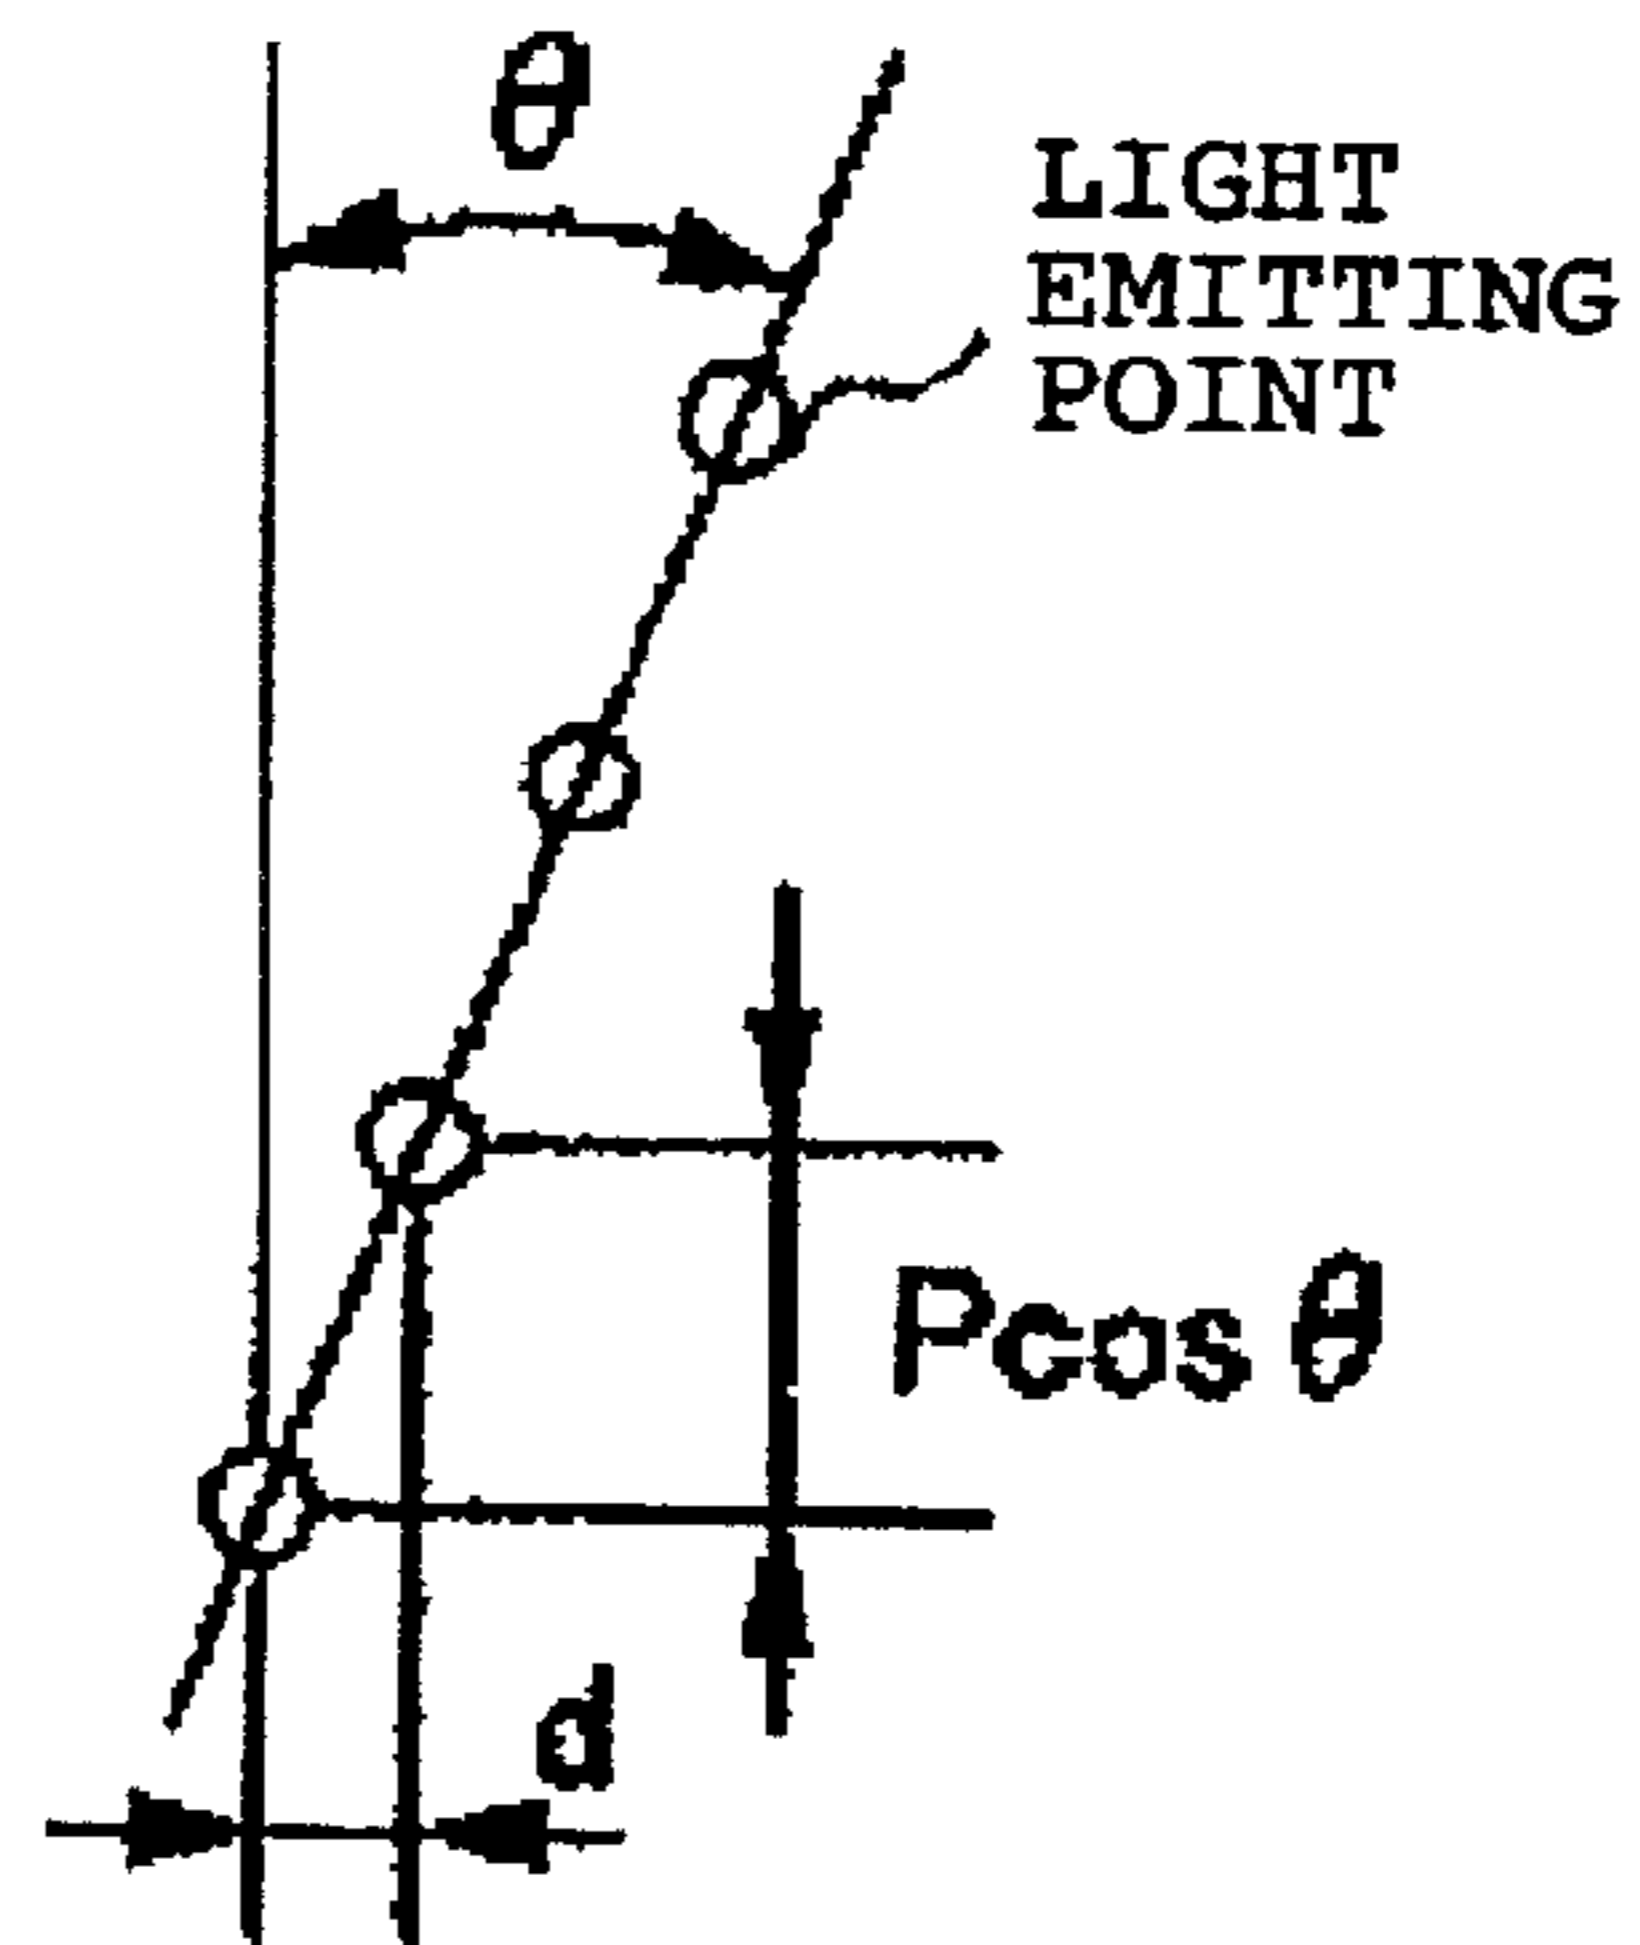 θ
LIGHT
EMITTING
POINT
Pcos θ
d